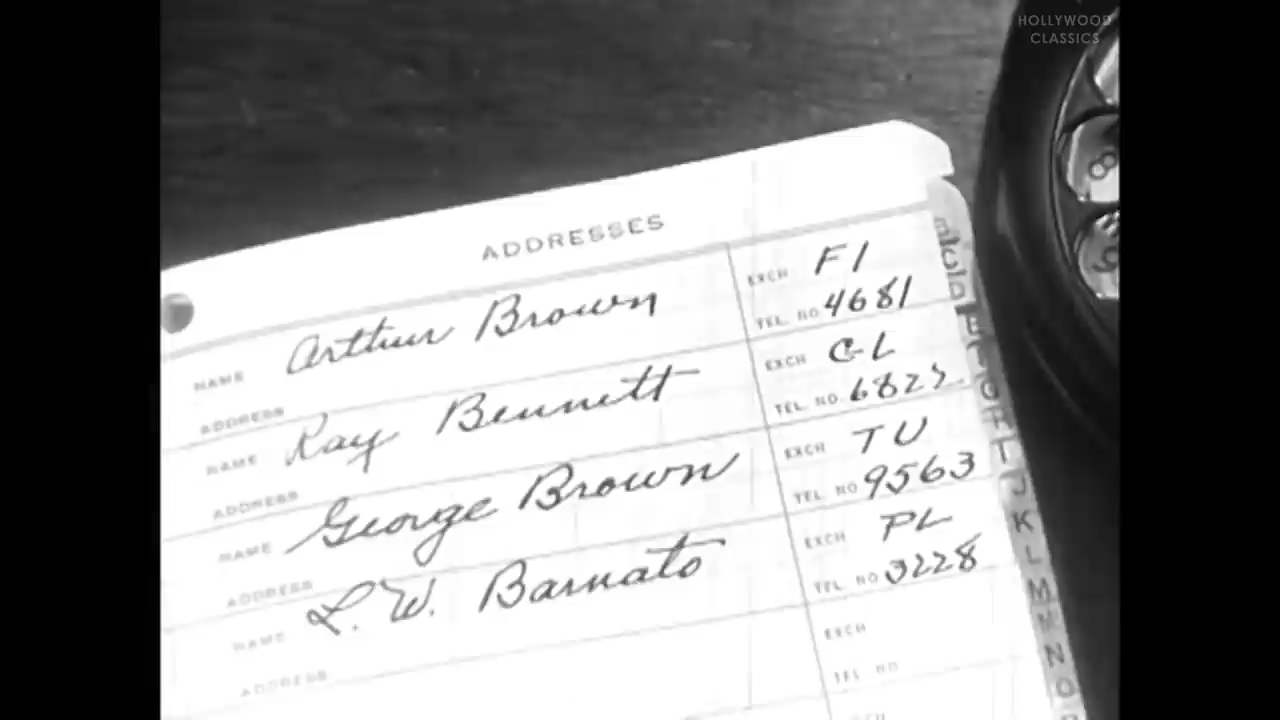 HOLLYWOOD
CLASSICS
ADDRESSES
NAME Arthur Brown EXCH FI
ADDRESS TEL. NO 4681
NAME Ray Bennett EXCH GL
ADDRESS TEL. NO. 6827
NAME George Brown EXCH TU
ADDRESS TEL. NO 9563
NAME L. W. Barnato EXCH PL
ADDRESS TEL. NO 3228
NAME EXCH
ADDRESS TEL NO
EXCH
J
K
L
M
N
O
8